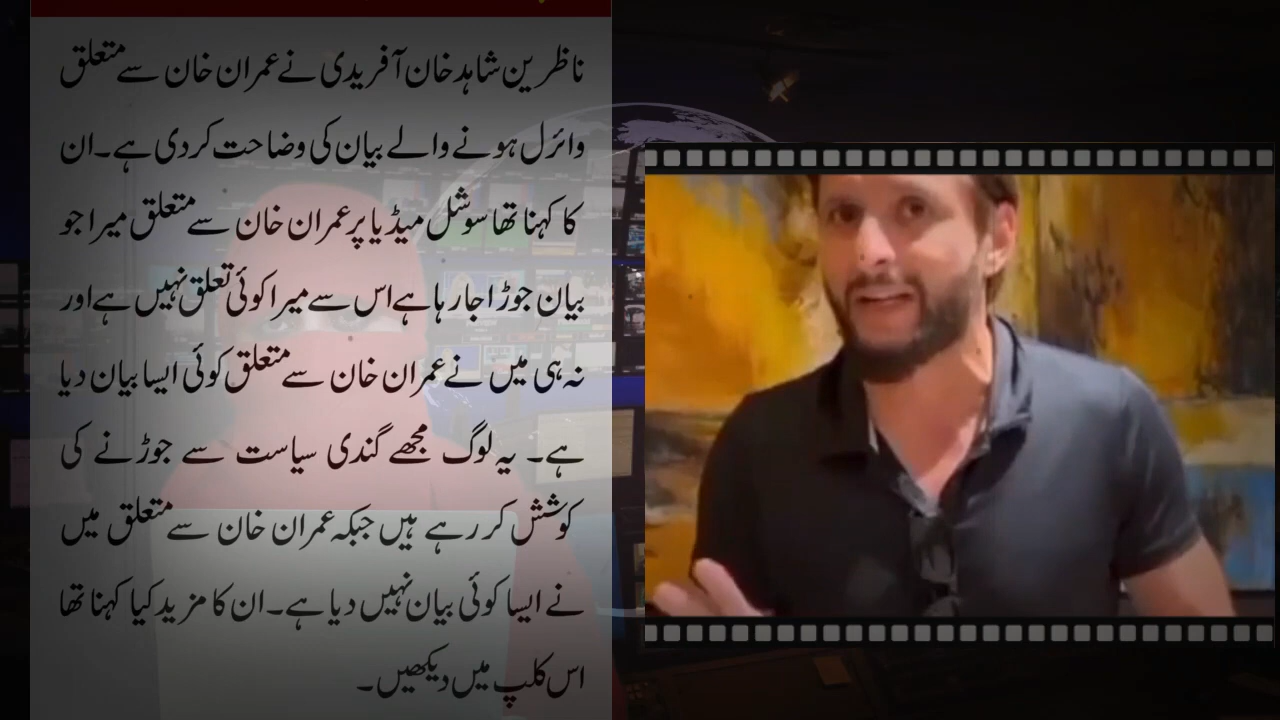 ناظرین شاہد خان آفریدی نے عمران خان سے متعلق
وائرل ہونے والے بیان کی وضاحت کر دی ہے۔ ان
کا کہنا تھا سوشل میڈیا پر عمران خان سے متعلق میرا جو
بیان جوڑا جا رہا ہے اس سے میرا کوئی تعلق نہیں ہے اور
نہ ہی میں نے عمران خان سے متعلق کوئی ایسا بیان دیا
ہے۔ یہ لوگ مجھے گندی سیاست سے جوڑنے کی
کوشش کر رہے ہیں جبکہ عمران خان سے متعلق میں
نے ایسا کوئی بیان نہیں دیا ہے۔ ان کا مزید کیا کہنا تھا
اس کلپ میں دیکھیں۔